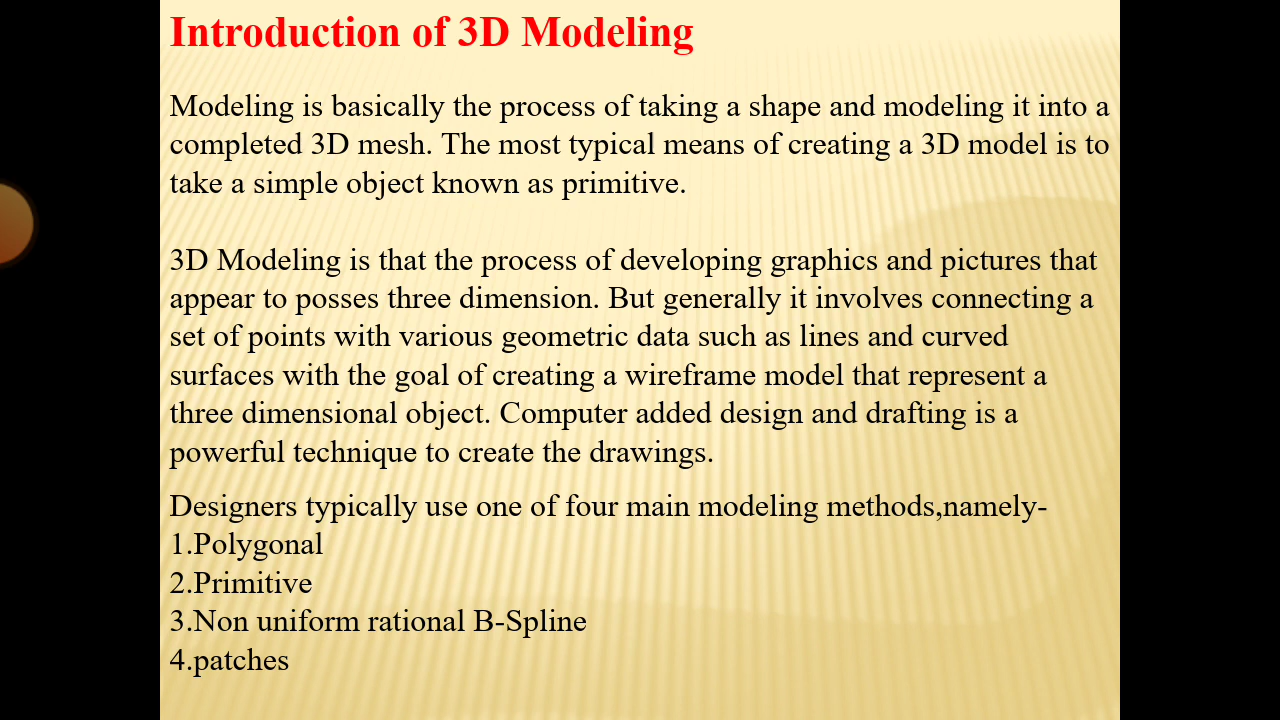 Introduction of 3D Modeling
Modeling is basically the process of taking a shape and modeling it into a
completed 3D mesh. The most typical means of creating a 3D model is to
take a simple object known as primitive.
3D Modeling is that the process of developing graphics and pictures that
appear to posses three dimension. But generally it involves connecting a
set of points with various geometric data such as lines and curved
surfaces with the goal of creating a wireframe model that represent a
three dimensional object. Computer added design and drafting is a
powerful technique to create the drawings.
Designers typically use one of four main modeling methods,namely-
1.Polygonal
2.Primitive
3.Non uniform rational B-Spline
4.patches